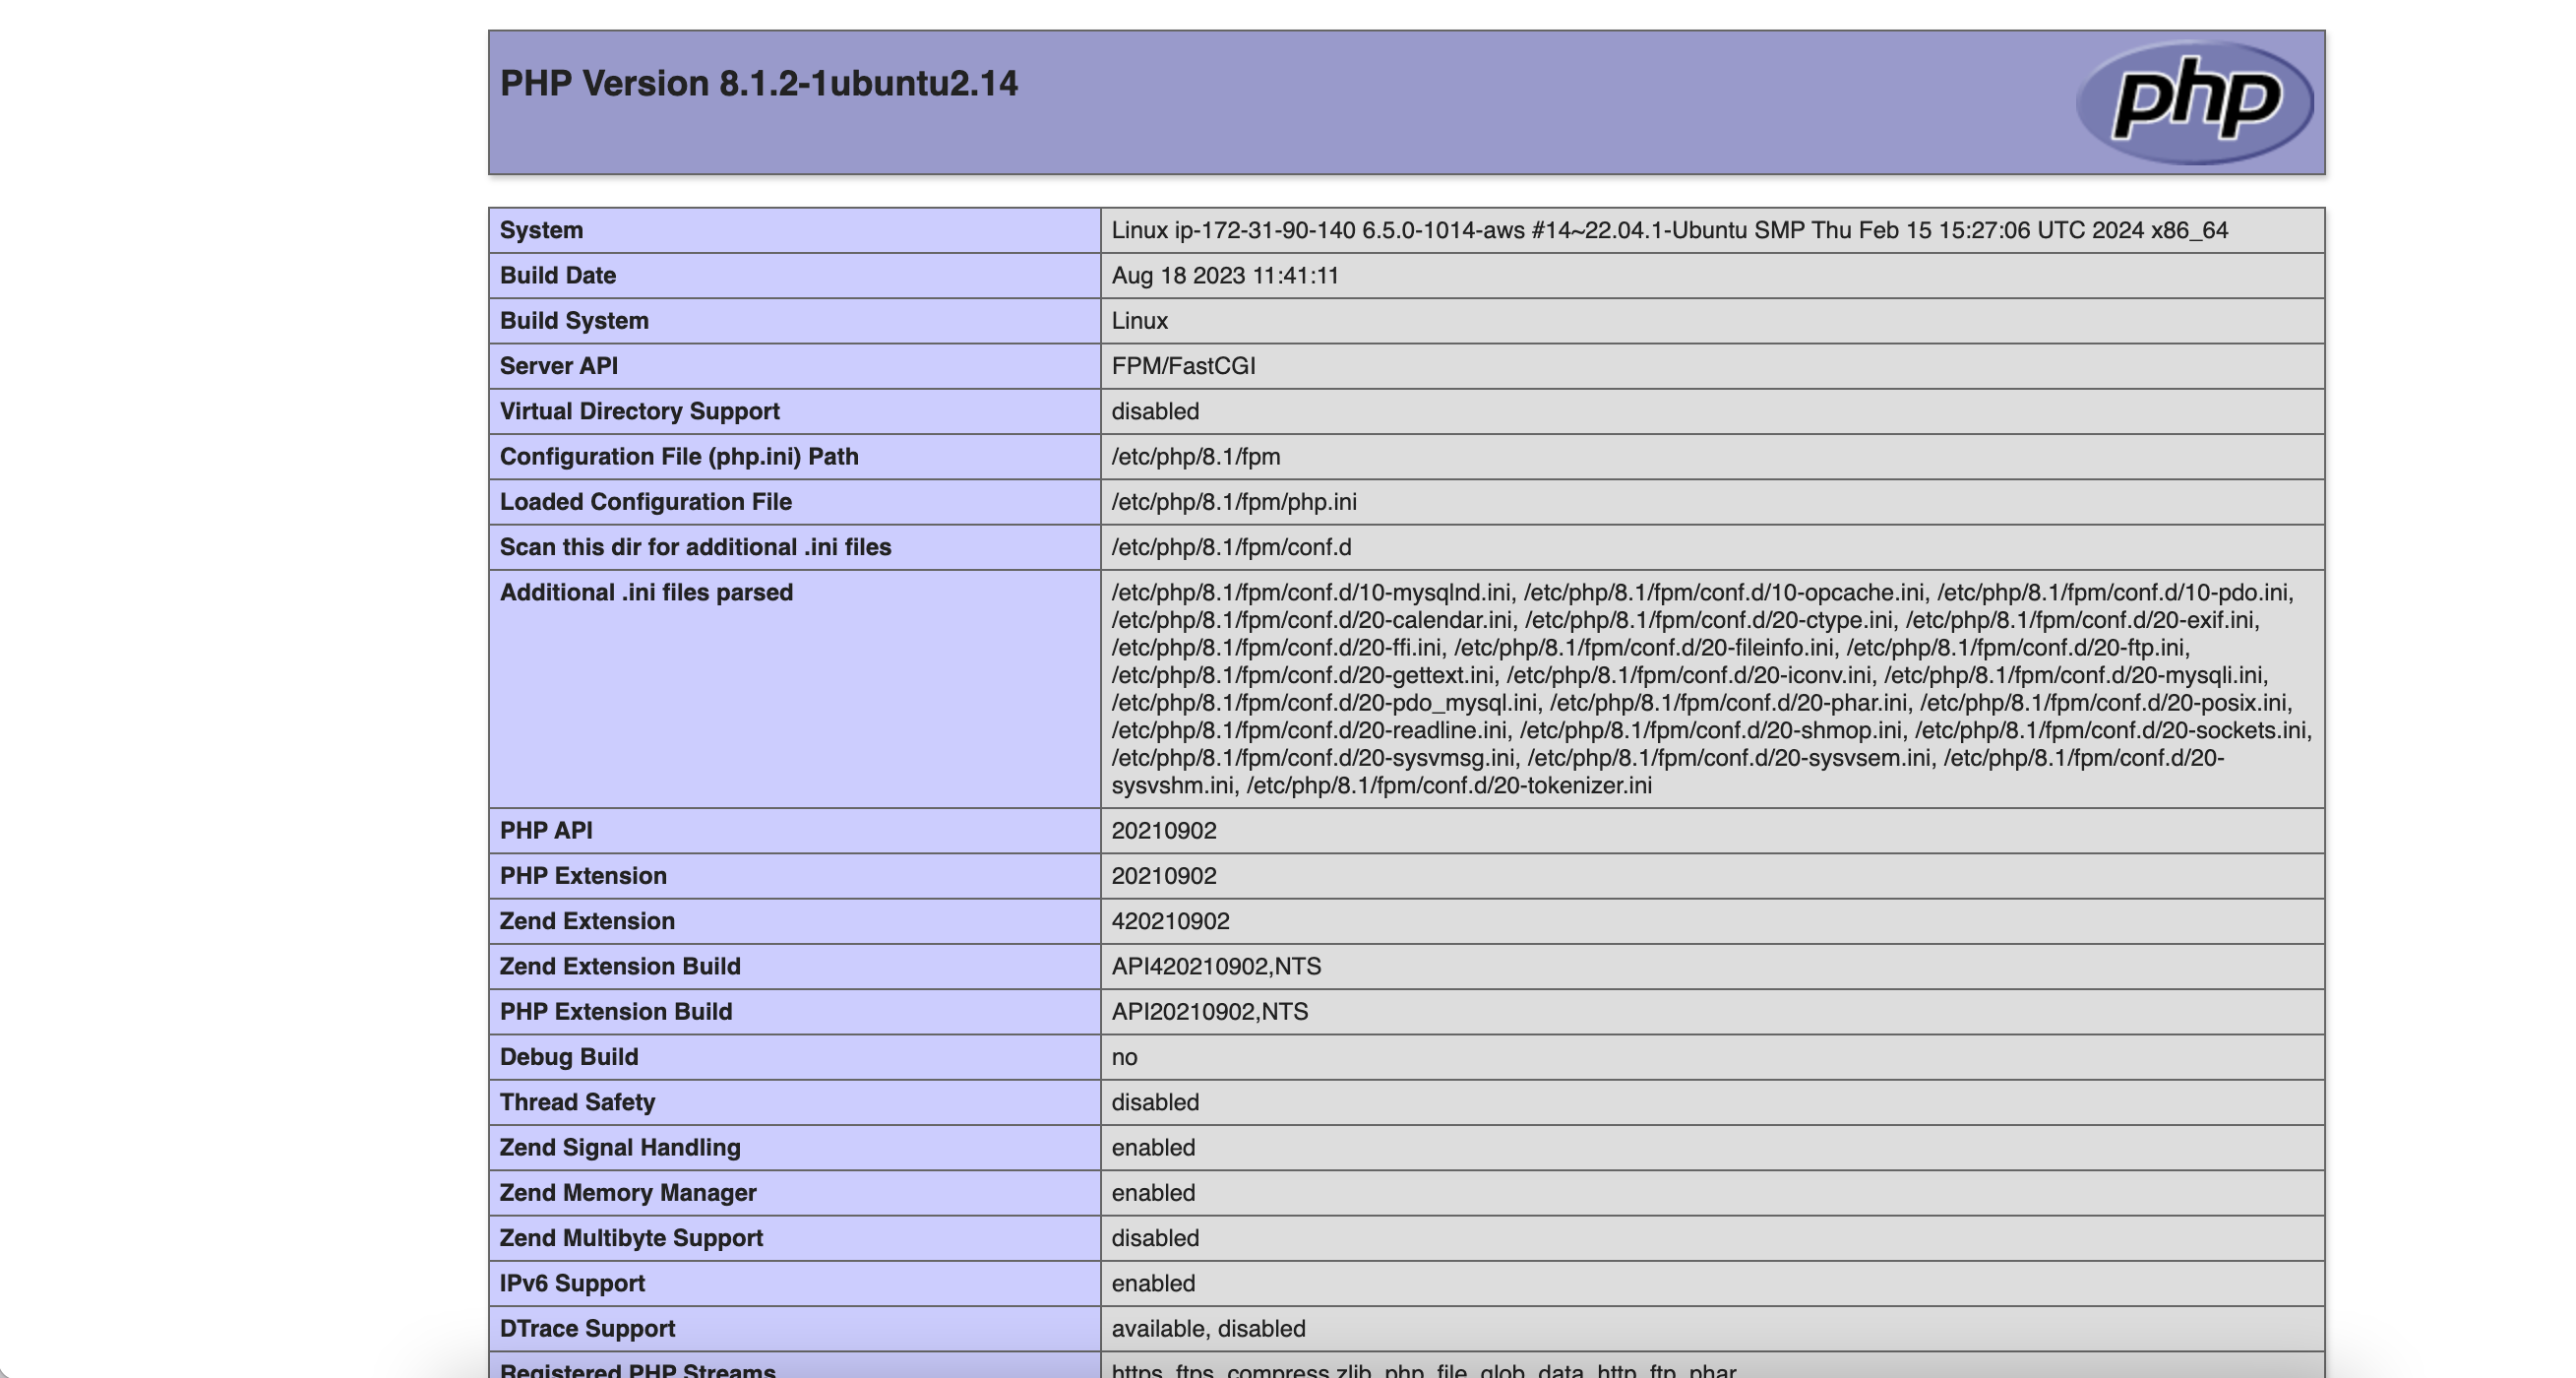 PHP Version 8.1.2-1ubuntu2.14
php
System Linux ip-172-31-90-140 6.5.0-1014-aws #14~22.04.1-Ubuntu SMP Thu Feb 15 15:27:06 UTC 2024 x86_64
Build Date Aug 18 2023 11:41:11
Build System Linux
Server API FPM/FastCGI
Virtual Directory Support disabled
Configuration File (php.ini) Path /etc/php/8.1/fpm
Loaded Configuration File /etc/php/8.1/fpm/php.ini
Scan this dir for additional .ini files /etc/php/8.1/fpm/conf.d
Additional .ini files parsed /etc/php/8.1/fpm/conf.d/10-mysqlnd.ini, /etc/php/8.1/fpm/conf.d/10-opcache.ini, /etc/php/8.1/fpm/conf.d/10-pdo.ini,
/etc/php/8.1/fpm/conf.d/20-calendar.ini, /etc/php/8.1/fpm/conf.d/20-ctype.ini, /etc/php/8.1/fpm/conf.d/20-exif.ini,
/etc/php/8.1/fpm/conf.d/20-ffi.ini, /etc/php/8.1/fpm/conf.d/20-fileinfo.ini, /etc/php/8.1/fpm/conf.d/20-ftp.ini,
/etc/php/8.1/fpm/conf.d/20-gettext.ini, /etc/php/8.1/fpm/conf.d/20-iconv.ini, /etc/php/8.1/fpm/conf.d/20-mysqli.ini,
/etc/php/8.1/fpm/conf.d/20-pdo_mysql.ini, /etc/php/8.1/fpm/conf.d/20-phar.ini, /etc/php/8.1/fpm/conf.d/20-posix.ini,
/etc/php/8.1/fpm/conf.d/20-readline.ini, /etc/php/8.1/fpm/conf.d/20-shmop.ini, /etc/php/8.1/fpm/conf.d/20-sockets.ini,
/etc/php/8.1/fpm/conf.d/20-sysvmsg.ini, /etc/php/8.1/fpm/conf.d/20-sysvsem.ini, /etc/php/8.1/fpm/conf.d/20-
sysvshm.ini, /etc/php/8.1/fpm/conf.d/20-tokenizer.ini
PHP API 20210902
PHP Extension 20210902
Zend Extension 420210902
Zend Extension Build API420210902,NTS
PHP Extension Build API20210902,NTS
Debug Build no
Thread Safety disabled
Zend Signal Handling enabled
Zend Memory Manager enabled
Zend Multibyte Support disabled
IPv6 Support enabled
DTrace Support available, disabled
Registered PHP Streams https, ftps, compress.zlib, php, file, glob, data, http, ftp, phar